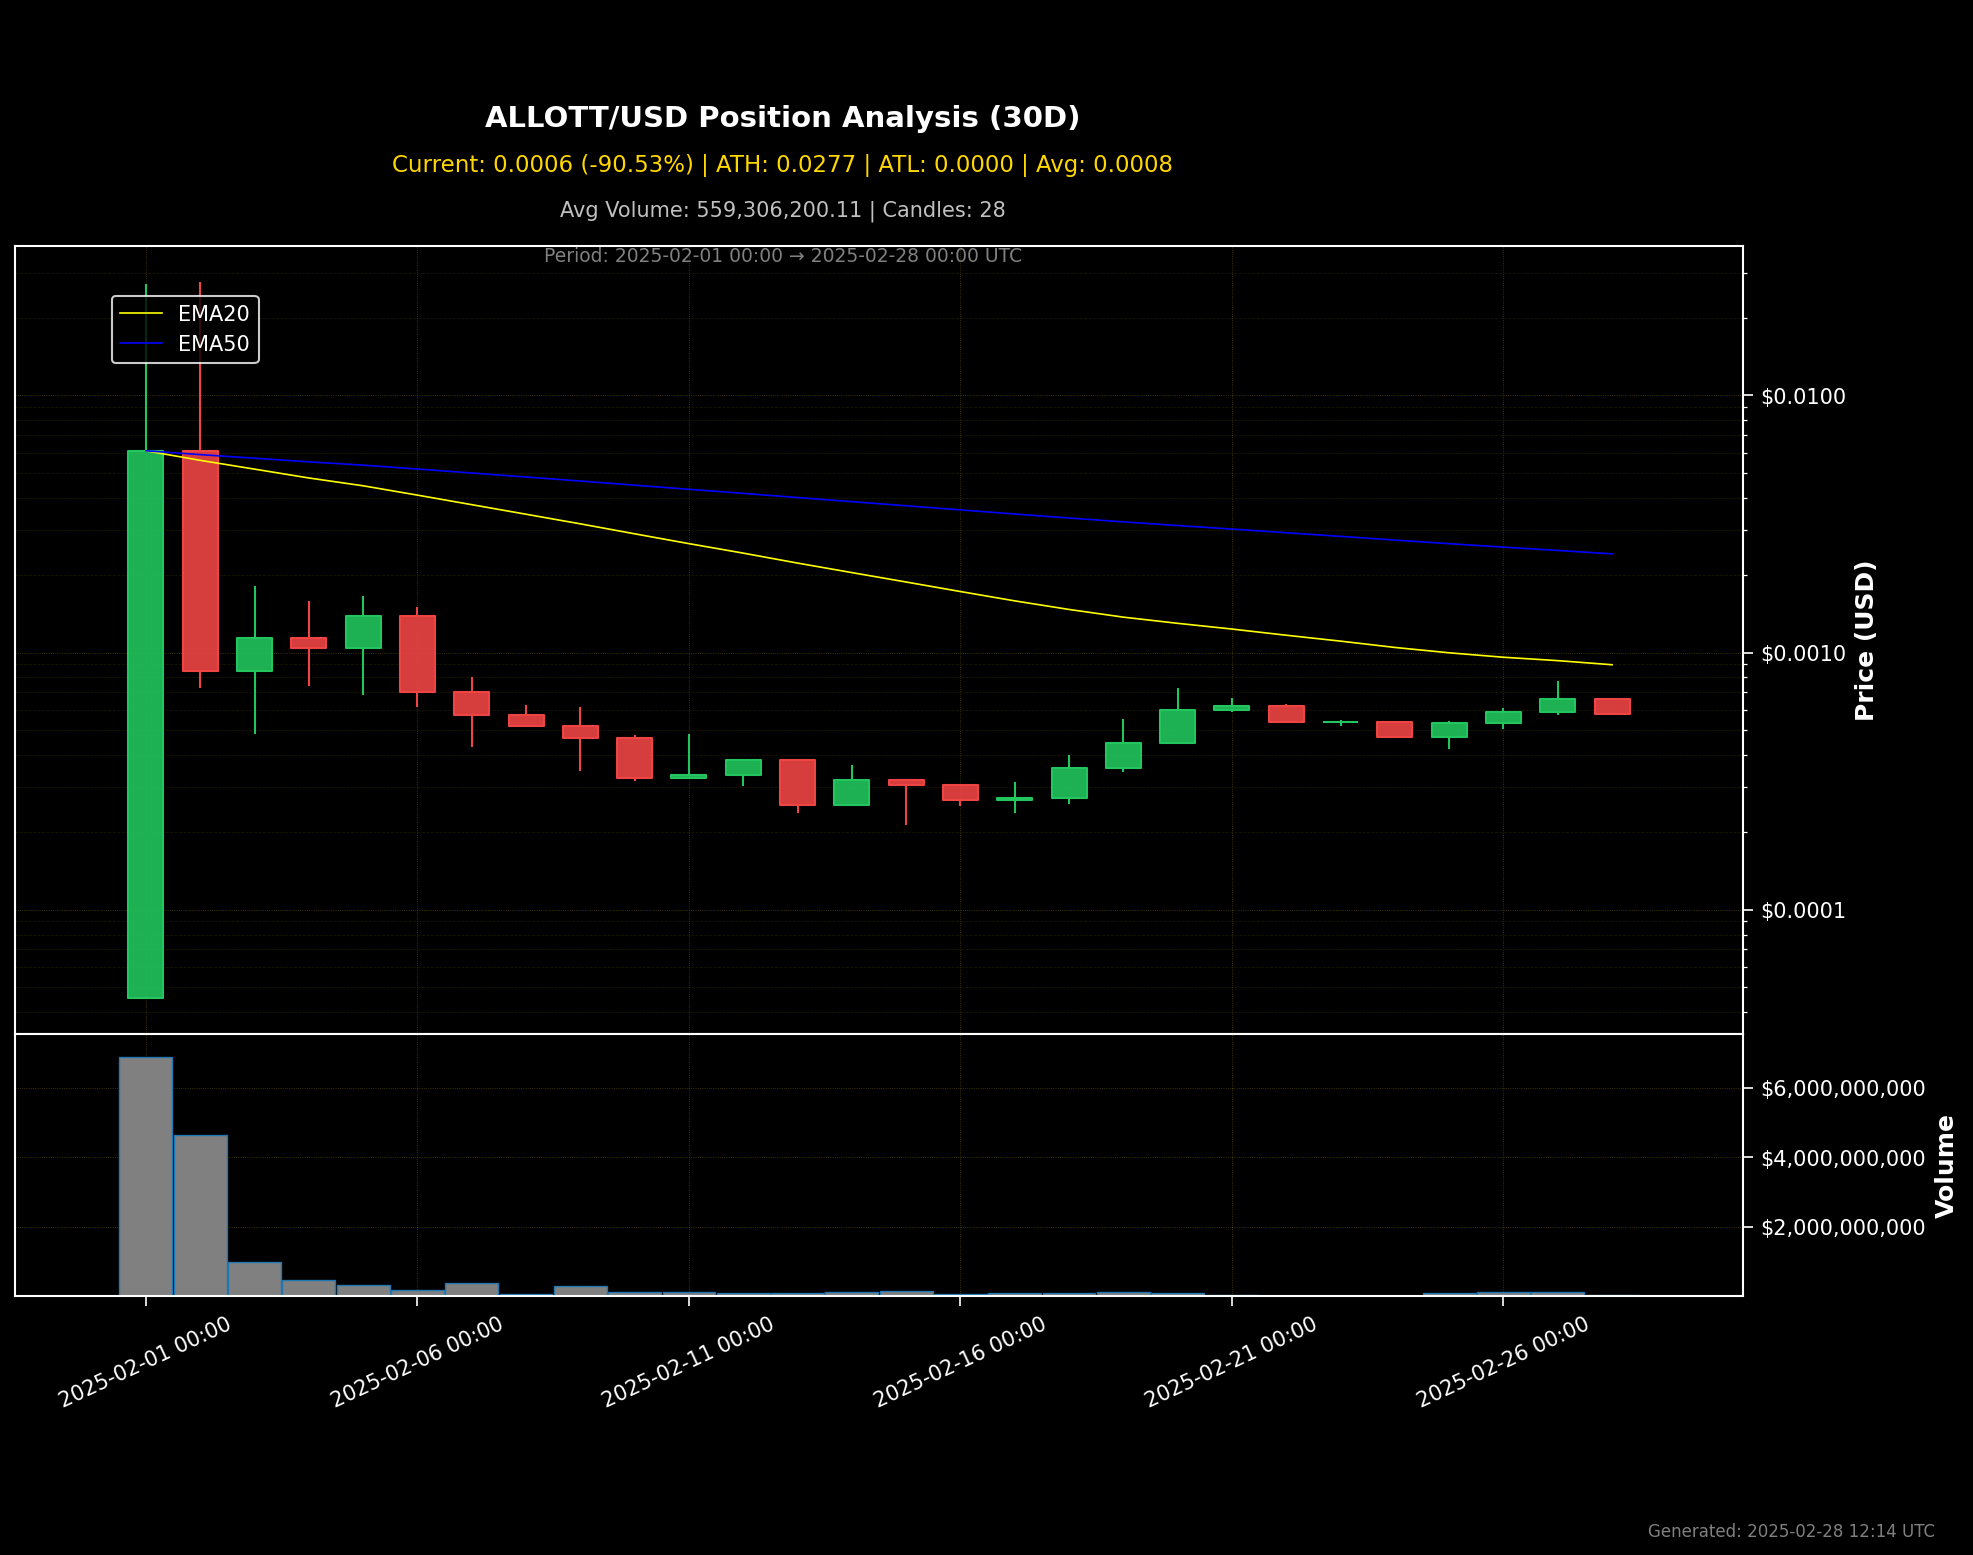 ALLOTT/USD Position Analysis (30D)
Current: 0.0006 (-90.53%) | ATH: 0.0277 | ATL: 0.0000 | Avg: 0.0008
Avg Volume: 559,306,200.11 | Candles: 28
Period: 2025-02-01 00:00 → 2025-02-28 00:00 UTC
EMA20
EMA50
$0.0100
$0.0010
$0.0001
Price (USD)
$6,000,000,000
$4,000,000,000
$2,000,000,000
Volume
2025-02-01 00:00
2025-02-06 00:00
2025-02-11 00:00
2025-02-16 00:00
2025-02-21 00:00
2025-02-26 00:00
Generated: 2025-02-28 12:14 UTC